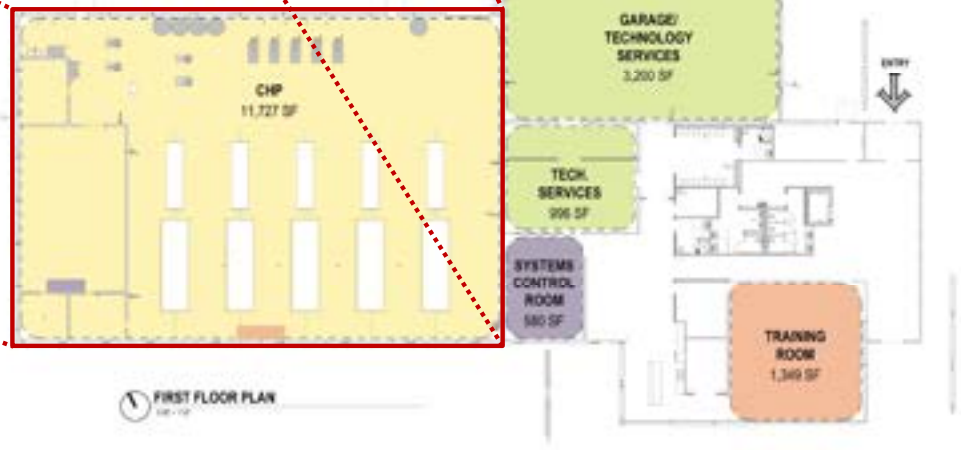 GARAGE/
TECHNOLOGY
SERVICES
3,200 SF
ENTRY
CHP
11,727 SF
TECH.
SERVICES
996 SF
SYSTEMS
CONTROL
ROOM
580 SF
TRAINING
ROOM
1,349 SF
FIRST FLOOR PLAN